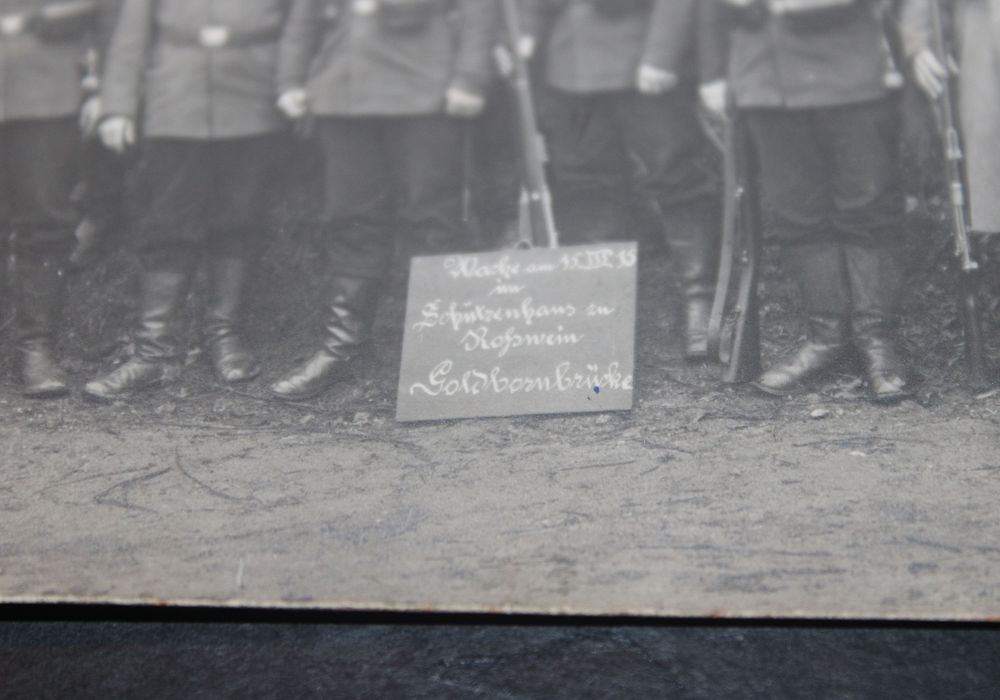 Wache am 15.III.15
im
Schützenhaus zu
Roßwein
Goldbornbrücke